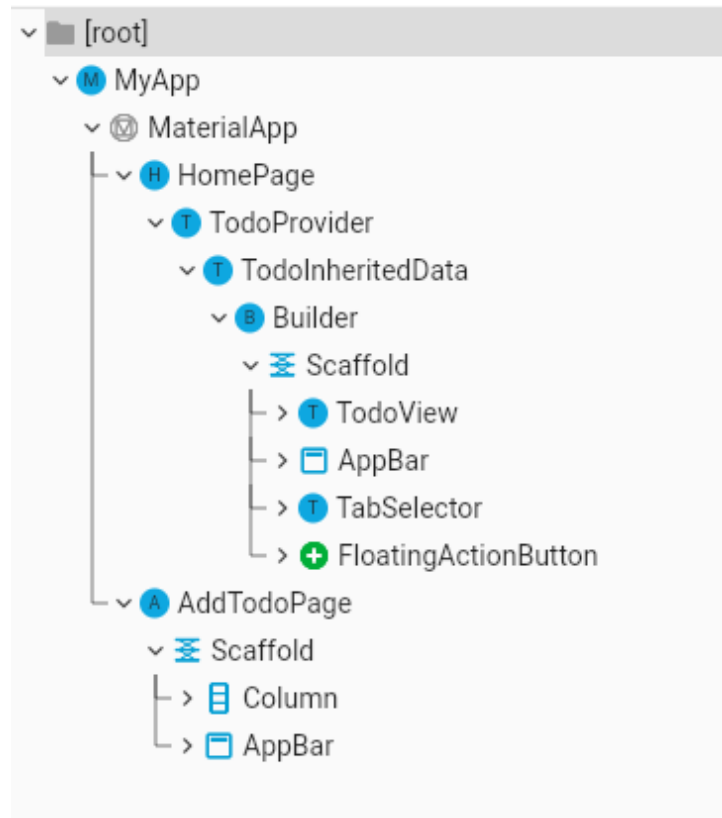 [root]
M MyApp
MaterialApp
H HomePage
T TodoProvider
T TodoInheritedData
B Builder
Scaffold
T TodoView
AppBar
T TabSelector
FloatingActionButton
A AddTodoPage
Scaffold
Column
AppBar